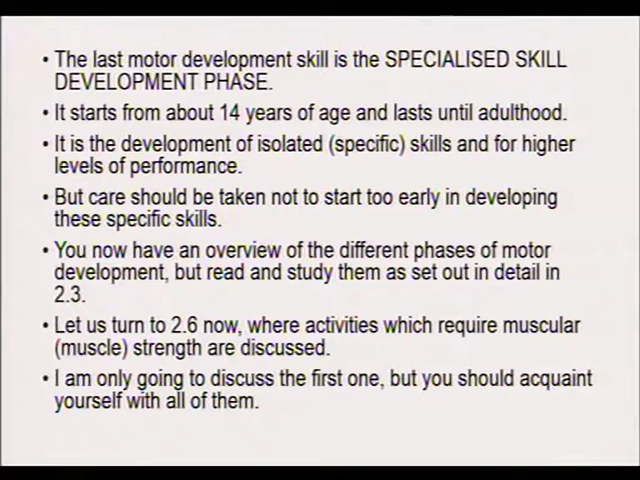 • The last motor development skill is the SPECIALISED SKILL
DEVELOPMENT PHASE.
• It starts from about 14 years of age and lasts until adulthood.
• It is the development of isolated (specific) skills and for higher
levels of performance.
• But care should be taken not to start too early in developing
these specific skills.
• You now have an overview of the different phases of motor
development, but read and study them as set out in detail in
2.3.
• Let us turn to 2.6 now, where activities which require muscular
(muscle) strength are discussed.
• I am only going to discuss the first one, but you should acquaint
yourself with all of them.